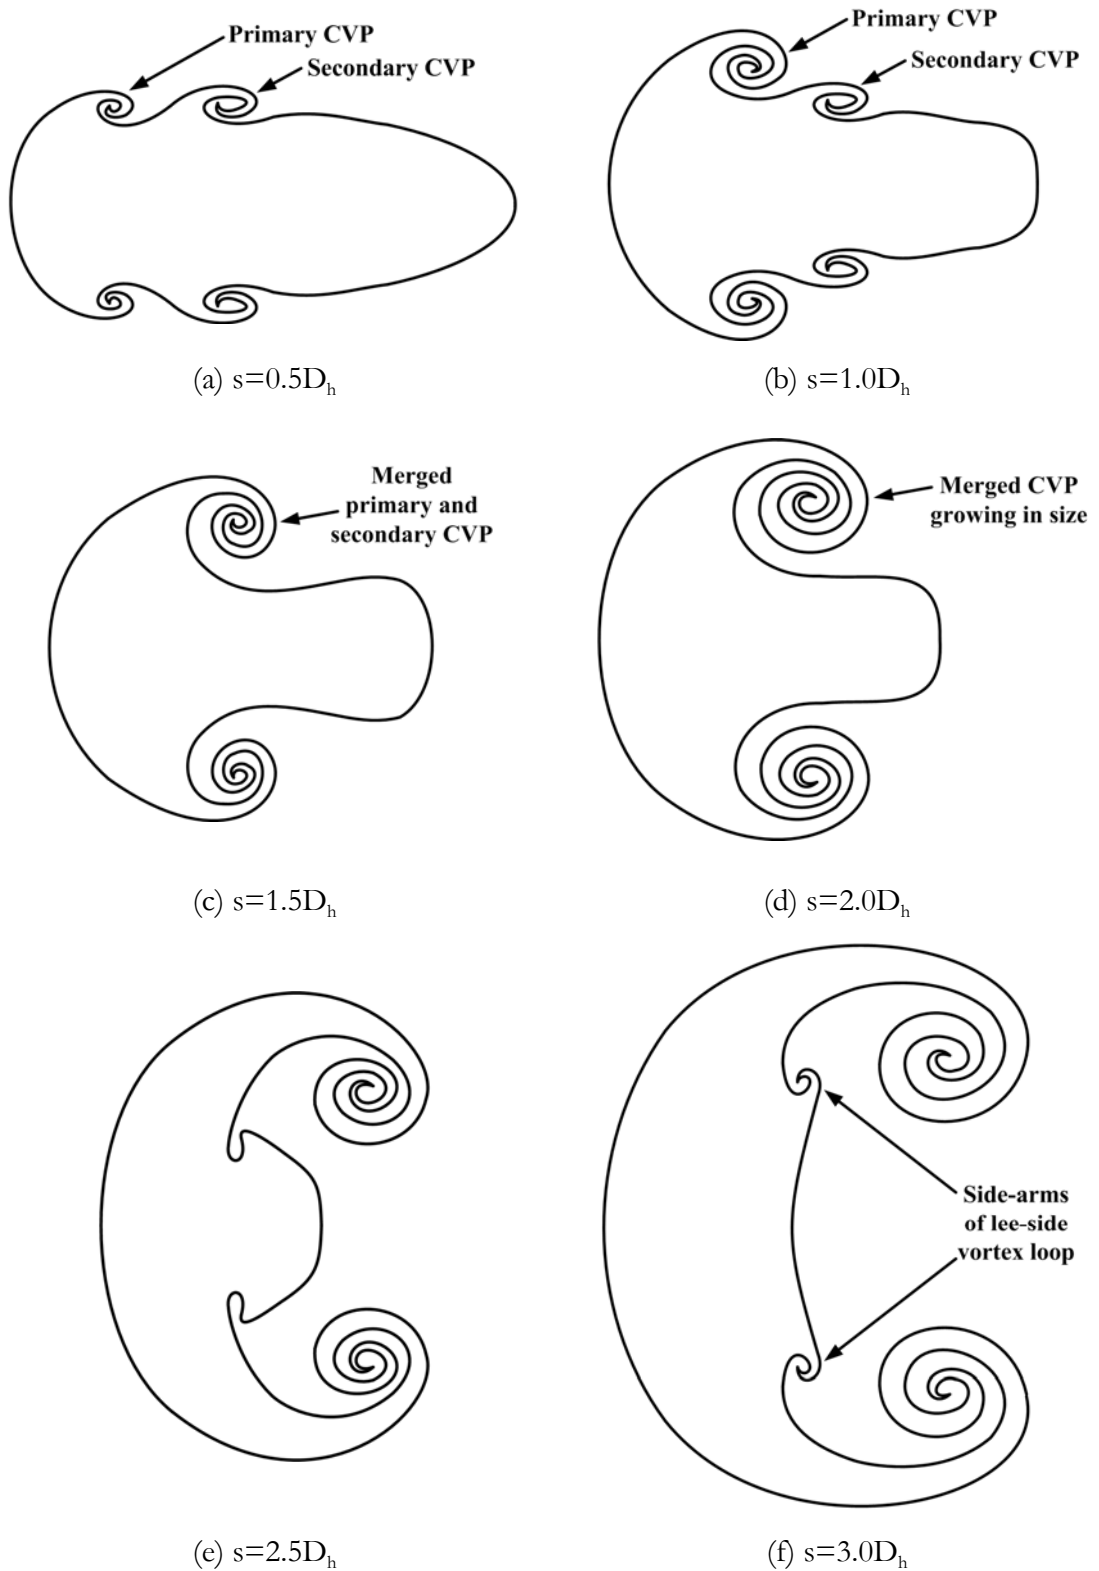 Primary CVP
Secondary CVP
Primary CVP
Secondary CVP
(a) s=0.5Dₕ
(b) s=1.0Dₕ
Merged
primary and
secondary CVP
Merged CVP
growing in size
(c) s=1.5Dₕ
(d) s=2.0Dₕ
Side-arms
of lee-side
vortex loop
(e) s=2.5Dₕ
(f) s=3.0Dₕ